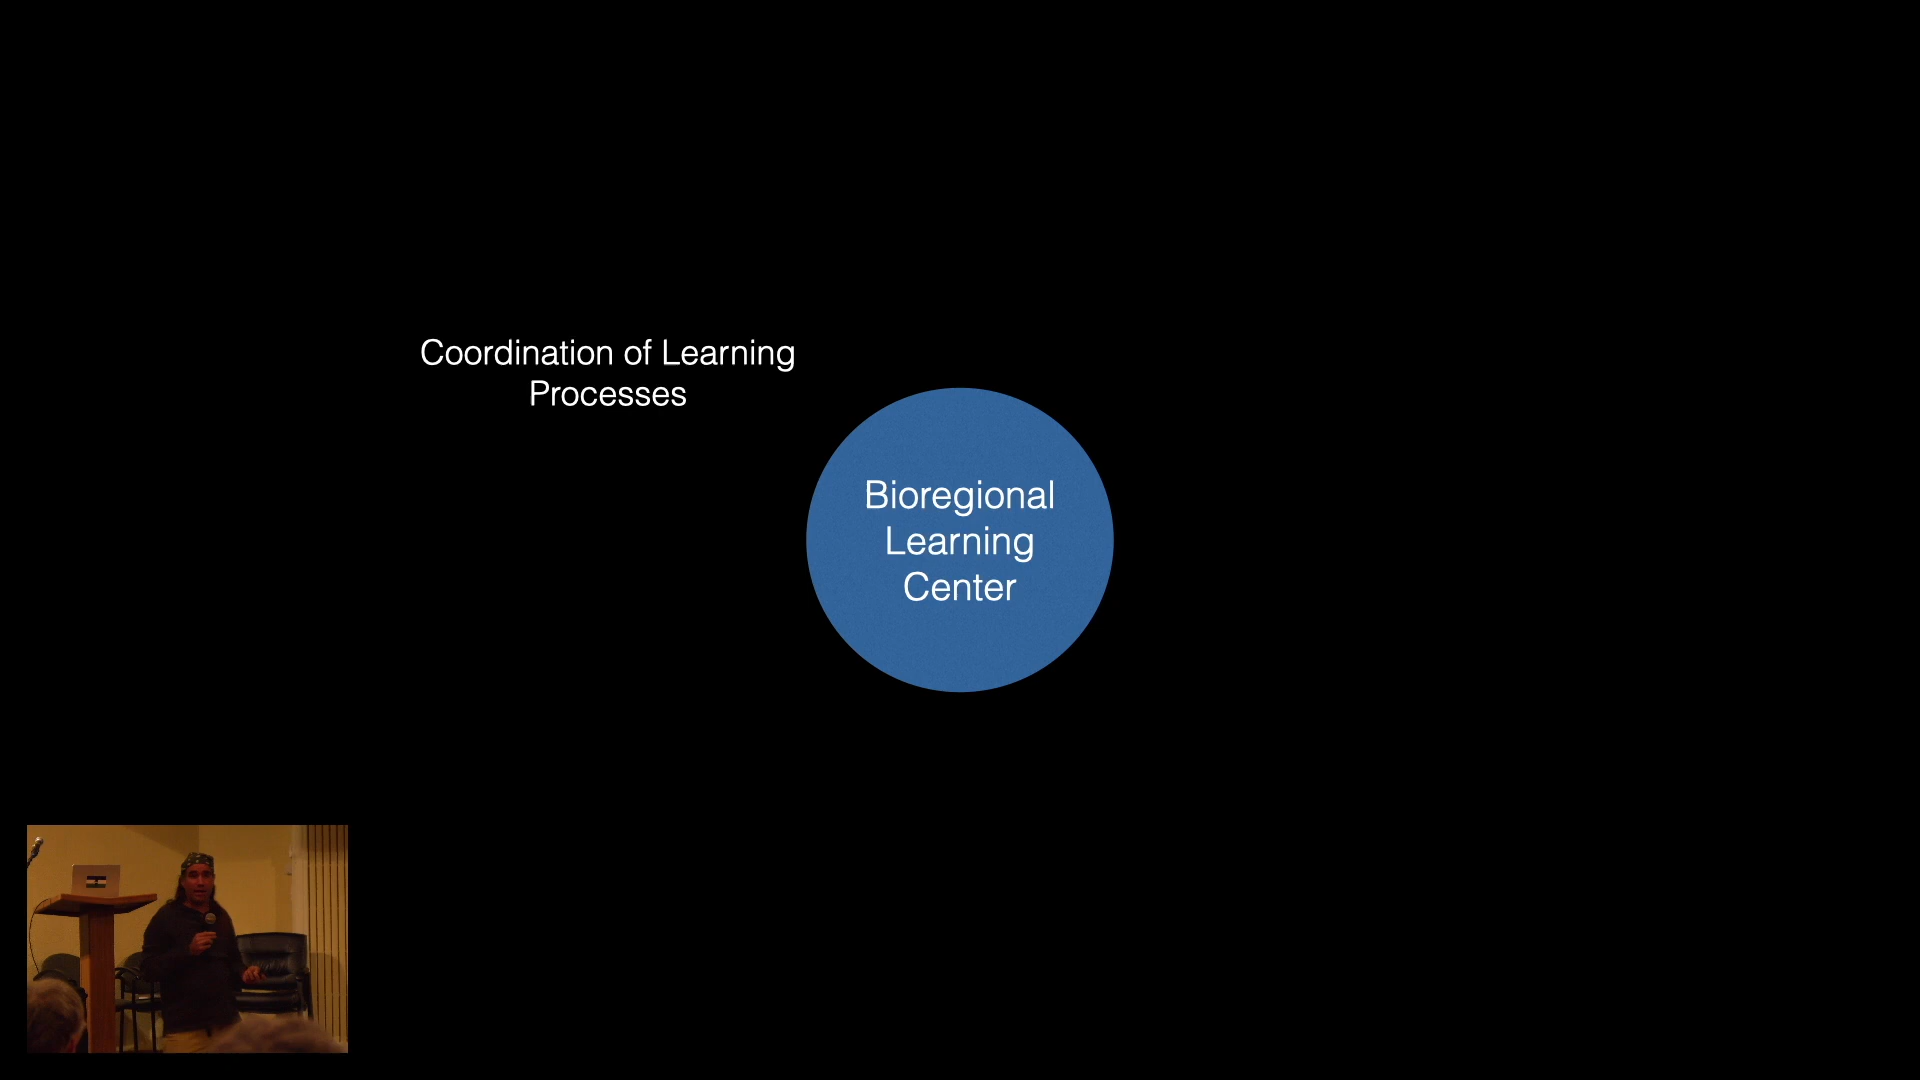 Coordination of Learning
Processes
Bioregional
Learning
Center